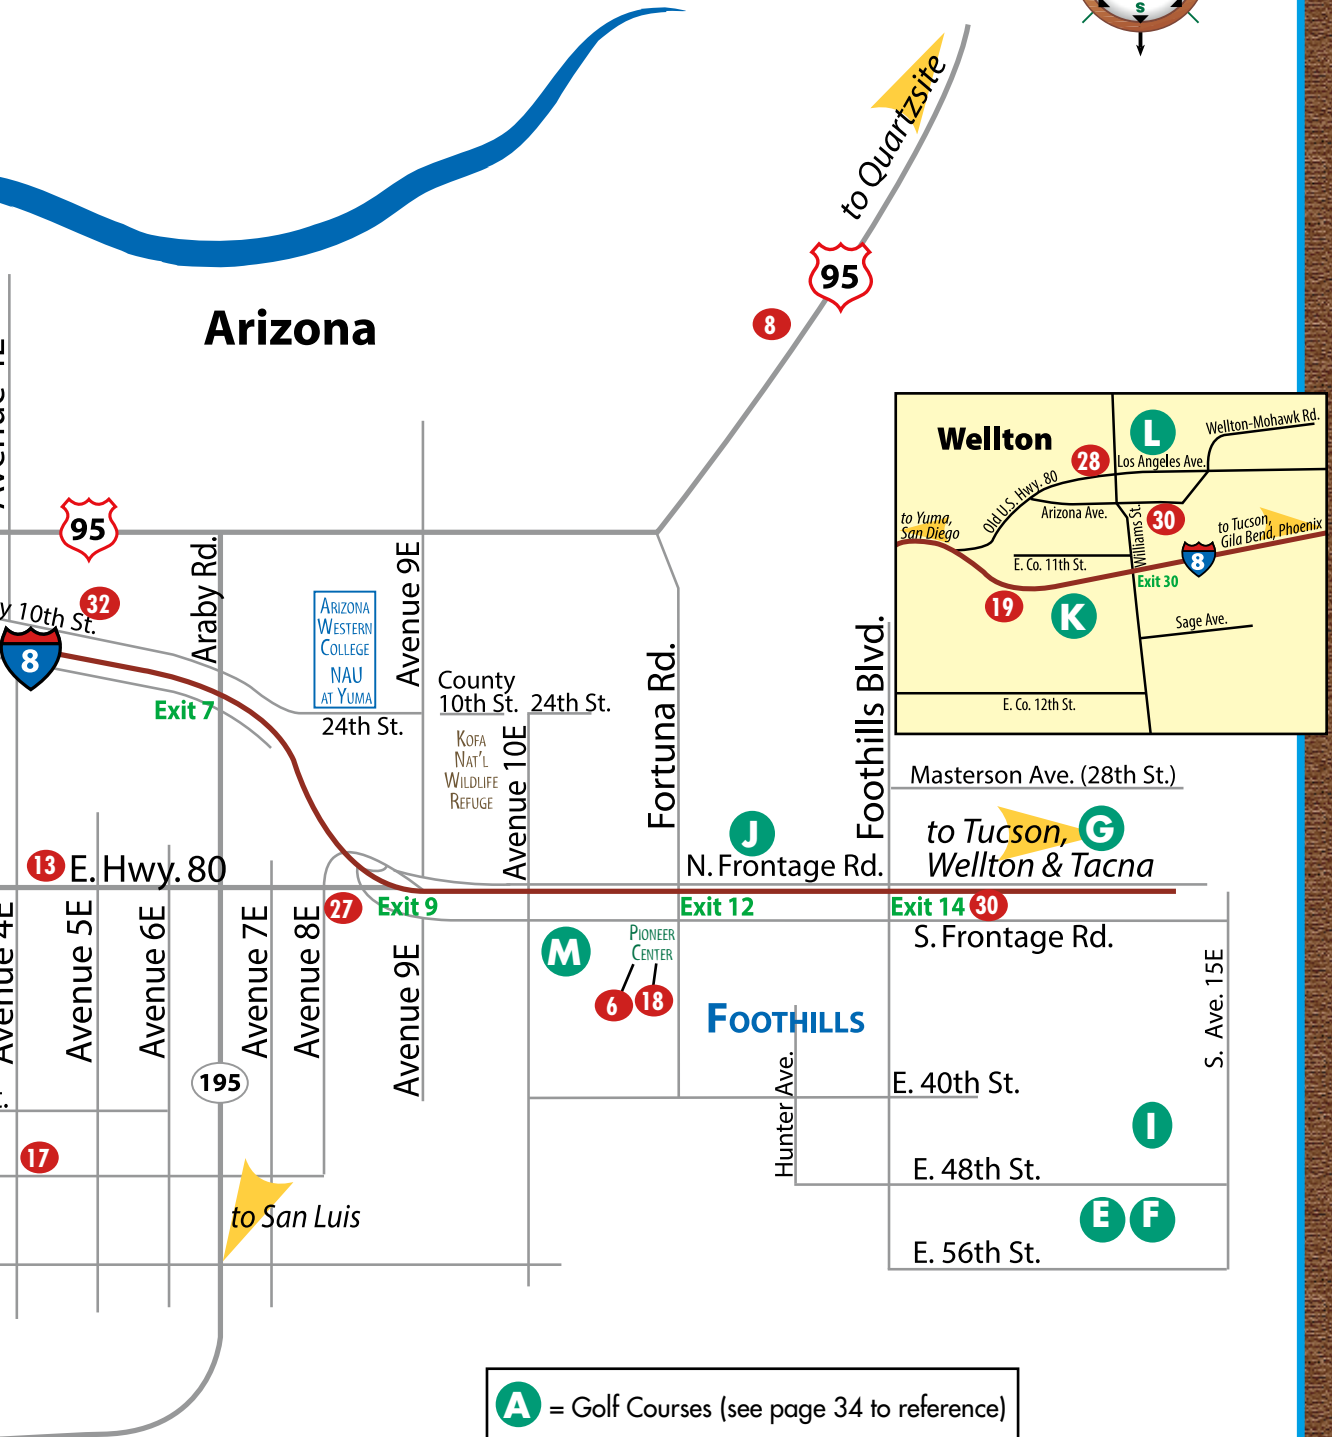 S
to Quartzsite
95
8
Arizona
Wellton
L
Wellton-Mohawk Rd.
28
Los Angeles Ave.
Old U.S. Hwy. 80
Arizona Ave.
Williams St.
30
to Yuma,
San Diego
to Tucson,
Gila Bend, Phoenix
E. Co. 11th St.
8
Exit 30
19
K
Sage Ave.
E. Co. 12th St.
95
Araby Rd.
Avenue 9E
32
10th St.
8
Exit 7
ARIZONA
WESTERN
COLLEGE
NAU
AT YUMA
24th St.
County
10th St.
24th St.
KOFA
NAT'L
WILDLIFE
REFUGE
Avenue 10E
Fortuna Rd.
Foothills Blvd.
Masterson Ave. (28th St.)
J
to Tucson,
Wellton & Tacna
G
N. Frontage Rd.
13
E. Hwy. 80
27
Exit 9
Exit 12
Exit 14
30
S. Frontage Rd.
Avenue 4E
Avenue 5E
Avenue 6E
Avenue 7E
Avenue 8E
Avenue 9E
M
PIONEER
CENTER
6
18
FOOTHILLS
S. Ave. 15E
195
Hunter Ave.
E. 40th St.
I
17
E. 48th St.
to San Luis
E
F
E. 56th St.
A = Golf Courses (see page 34 to reference)